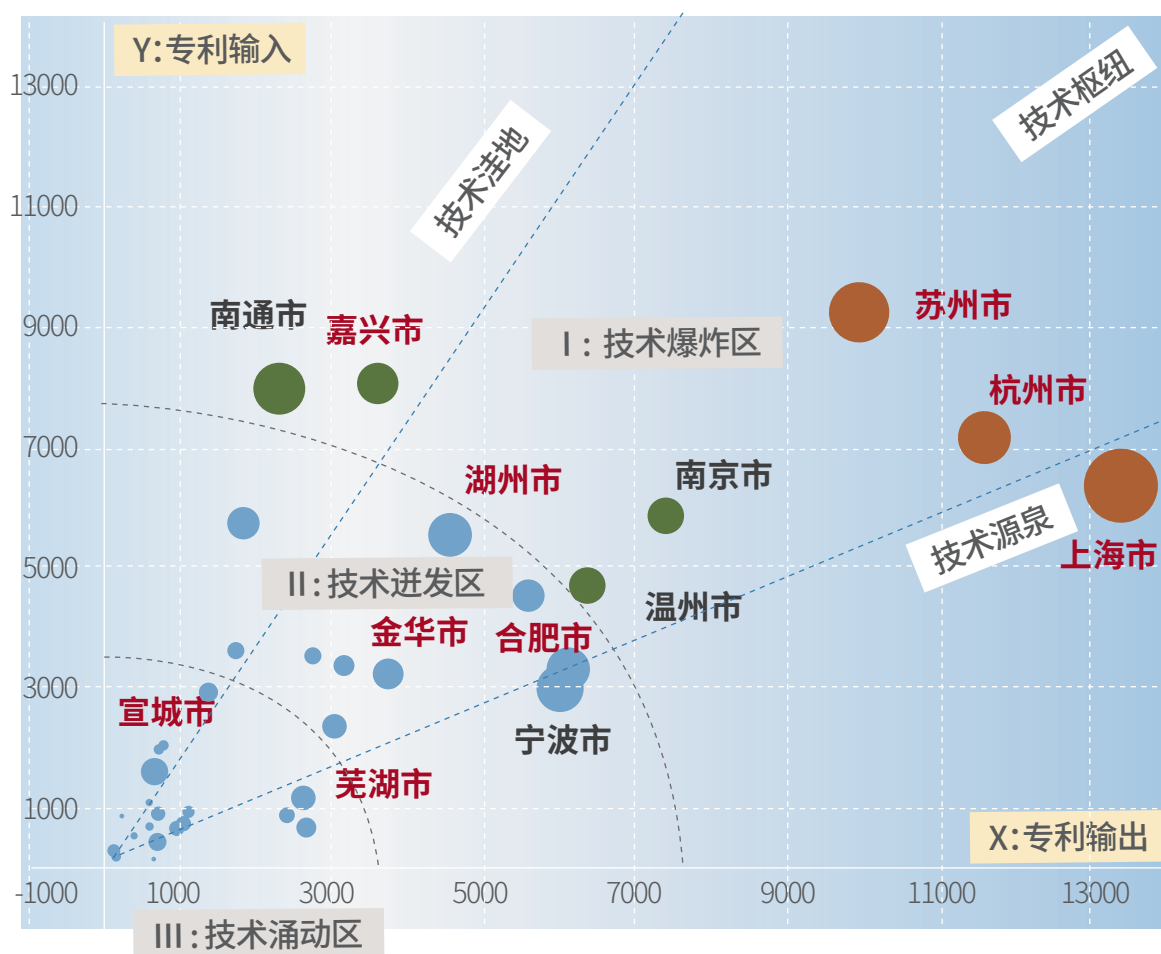 Y:专利输入
技术枢纽
技术洼地
13000
11000
9000
7000
5000
3000
1000
南通市
嘉兴市
I：技术爆炸区
苏州市
杭州市
湖州市
南京市
技术源泉
上海市
II:技术迸发区
温州市
金华市
合肥市
宣城市
宁波市
芜湖市
X:专利输出
-1000
1000
3000
5000
7000
9000
11000
13000
III:技术涌动区